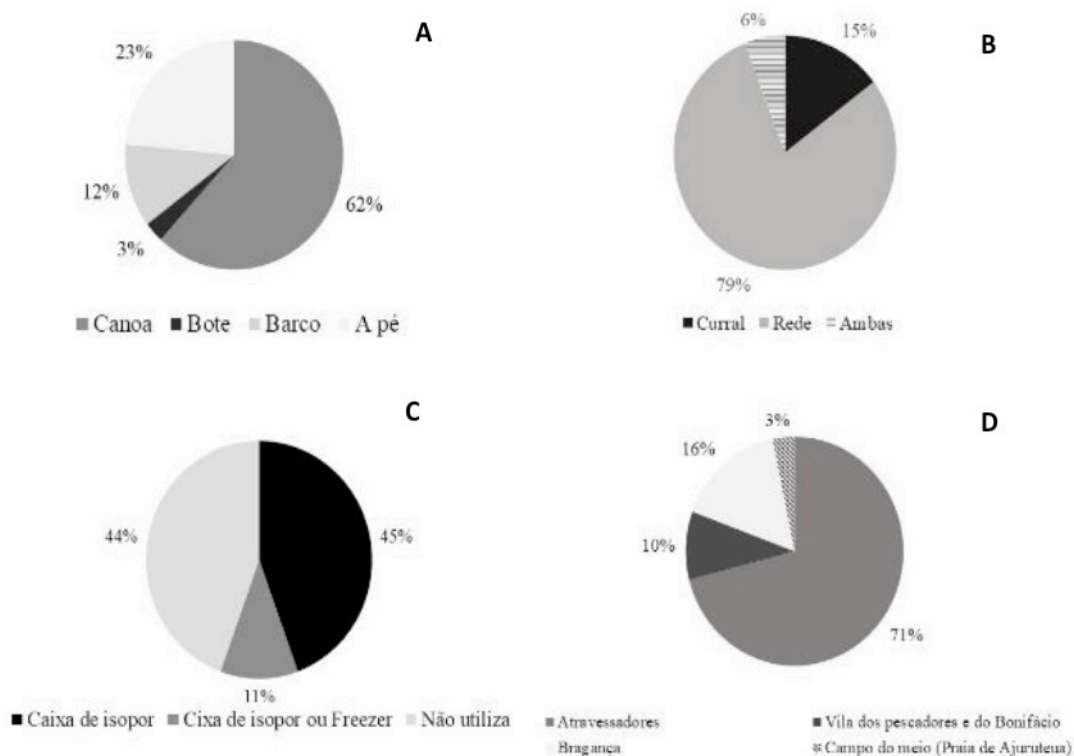 A
23%
12%
3%
62%
Canoa Bote Barco A pé
B
6%
15%
79%
Curral Rede Ambas
C
44%
45%
11%
Caixa de isopor Cixa de isopor ou Freezer Não utiliza
D
3%
16%
10%
71%
Atravessadores Vila dos pescadores e do Bonifácio
Bragança Campo do meio (Praia de Ajuruteua)